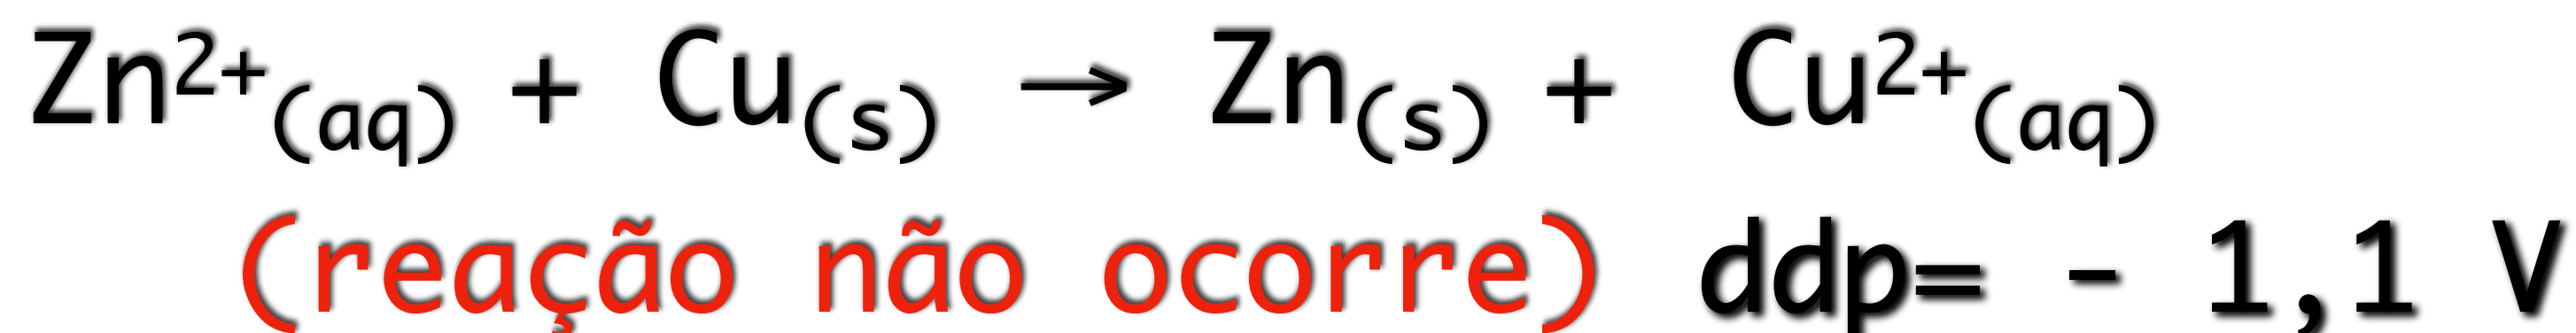 Zn²⁺(aq) + Cu(s) → Zn(s) + Cu²⁺(aq)
(reação não ocorre) ddp= - 1,1 V